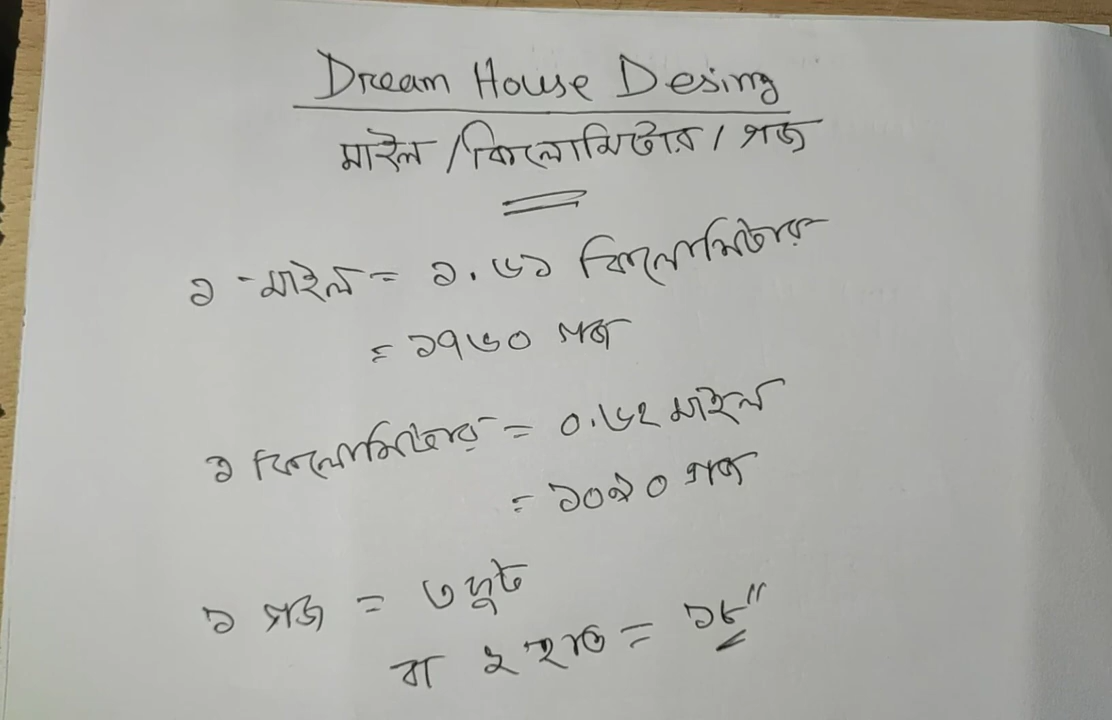 Dream House Desing
মাইল / কিলোমিটার / গজ
১ - মাইল = ১.৬১ কিলোমিটার
= ১৭৬০ গজ
১ কিলোমিটার = ০.৬২ মাইল
= ১০৯০ গজ
১ গজ = ৩ ফুট
বা ২ হাত = ১৮"